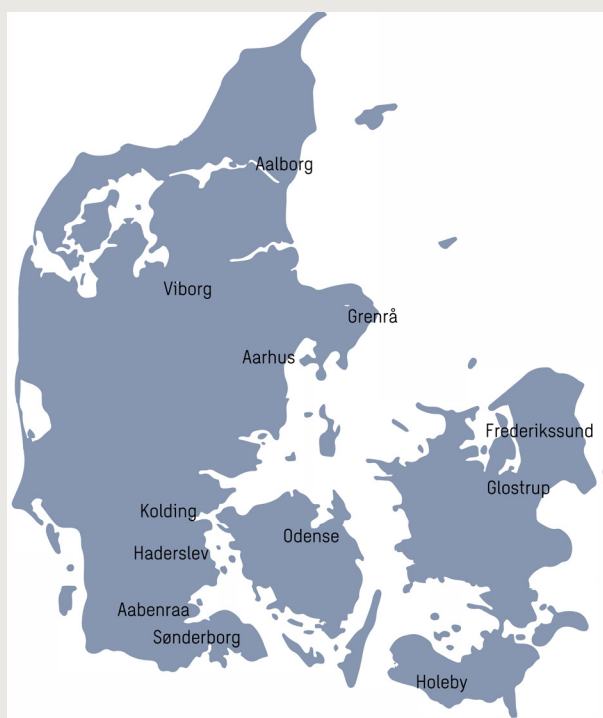 Aalborg
Viborg
Grenrå
Aarhus
Frederikssund
Glostrup
Kolding
Odense
Haderslev
Aabenraa
Sønderborg
Holeby